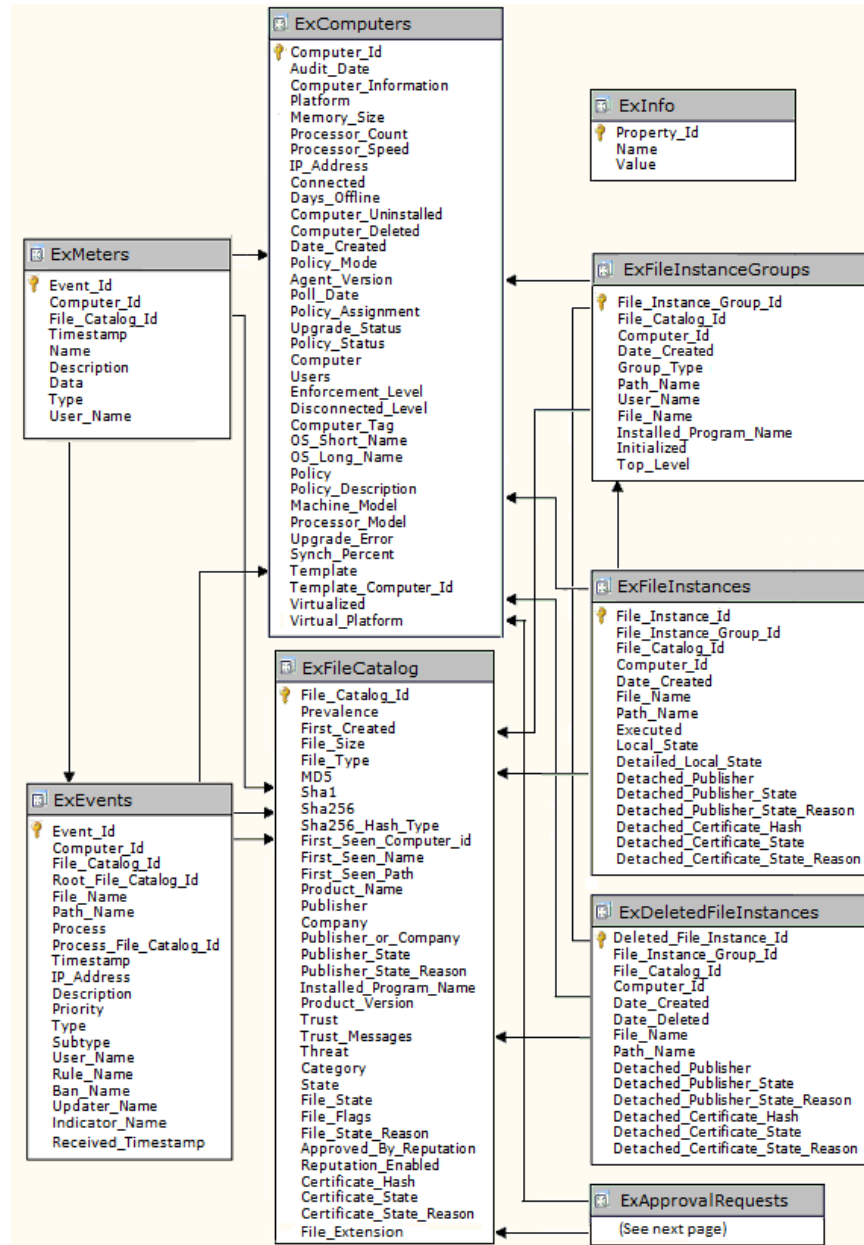 ExComputers
Computer_Id
Audit_Date
Computer_Information
Platform
Memory_Size
Processor_Count
Processor_Speed
IP_Address
Connected
Days_Offline
Computer_Uninstalled
Computer_Deleted
Date_Created
Policy_Mode
Agent_Version
Poll_Date
Policy_Assignment
Upgrade_Status
Policy_Status
Computer
Users
Enforcement_Level
Disconnected_Level
Computer_Tag
OS_Short_Name
OS_Long_Name
Policy
Policy_Description
Machine_Model
Processor_Model
Upgrade_Error
Synch_Percent
Template
Template_Computer_Id
Virtualized
Virtual_Platform
ExInfo
Property_Id
Name
Value
ExMeters
Event_Id
Computer_Id
File_Catalog_Id
Timestamp
Name
Description
Data
Type
User_Name
ExFileInstanceGroups
File_Instance_Group_Id
File_Catalog_Id
Computer_Id
Date_Created
Group_Type
Path_Name
User_Name
File_Name
Installed_Program_Name
Initialized
Top_Level
ExFileInstances
File_Instance_Id
File_Instance_Group_Id
File_Catalog_Id
Computer_Id
Date_Created
File_Name
Path_Name
Executed
Local_State
Detailed_Local_State
Detached_Publisher
Detached_Publisher_State
Detached_Publisher_State_Reason
Detached_Certificate_Hash
Detached_Certificate_State
Detached_Certificate_State_Reason
ExFileCatalog
File_Catalog_Id
Prevalence
First_Created
File_Size
File_Type
MD5
Sha1
Sha256
Sha256_Hash_Type
First_Seen_Computer_id
First_Seen_Name
First_Seen_Path
Product_Name
Publisher
Company
Publisher_or_Company
Publisher_State
Publisher_State_Reason
Installed_Program_Name
Product_Version
Trust
Trust_Messages
Threat
Category
State
File_State
File_Flags
File_State_Reason
Approved_By_Reputation
Reputation_Enabled
Certificate_Hash
Certificate_State
Certificate_State_Reason
File_Extension
ExEvents
Event_Id
Computer_Id
File_Catalog_Id
Root_File_Catalog_Id
File_Name
Path_Name
Process
Process_File_Catalog_Id
Timestamp
IP_Address
Description
Priority
Type
Subtype
User_Name
Rule_Name
Ban_Name
Updater_Name
Indicator_Name
Received_Timestamp
ExDeletedFileInstances
Deleted_File_Instance_Id
File_Instance_Group_Id
File_Catalog_Id
Computer_Id
Date_Created
Date_Deleted
File_Name
Path_Name
Detached_Publisher
Detached_Publisher_State
Detached_Publisher_State_Reason
Detached_Certificate_Hash
Detached_Certificate_State
Detached_Certificate_State_Reason
ExApprovalRequests
(See next page)